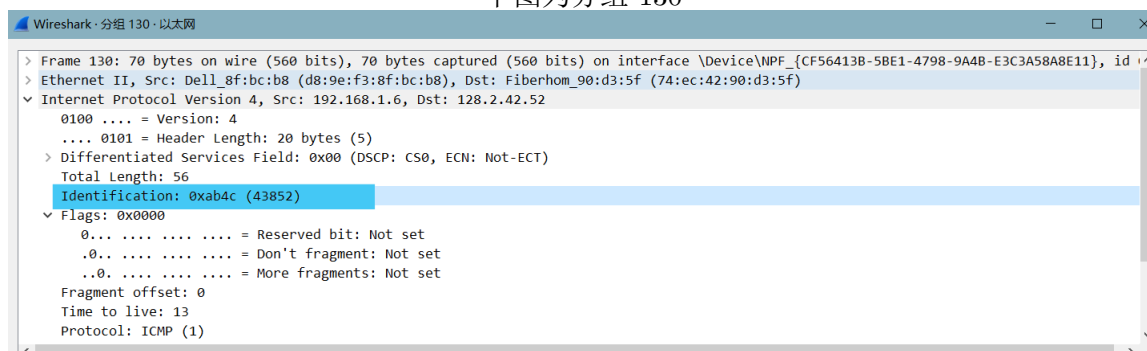 下图为分组 130
Wireshark · 分组 130 · 以太网
> Frame 130: 70 bytes on wire (560 bits), 70 bytes captured (560 bits) on interface \Device\NPF_{CF56413B-5BE1-4798-9A4B-E3C3A58A8E11}, id
> Ethernet II, Src: Dell_8f:bc:b8 (d8:9e:f3:8f:bc:b8), Dst: Fiberhom_90:d3:5f (74:ec:42:90:d3:5f)
Internet Protocol Version 4, Src: 192.168.1.6, Dst: 128.2.42.52
0100 .... = Version: 4
.... 0101 = Header Length: 20 bytes (5)
> Differentiated Services Field: 0x00 (DSCP: CS0, ECN: Not-ECT)
Total Length: 56
Identification: 0xab4c (43852)
Flags: 0x0000
0... .... .... .... = Reserved bit: Not set
.0.. .... .... .... = Don't fragment: Not set
..0. .... .... .... = More fragments: Not set
Fragment offset: 0
Time to live: 13
Protocol: ICMP (1)